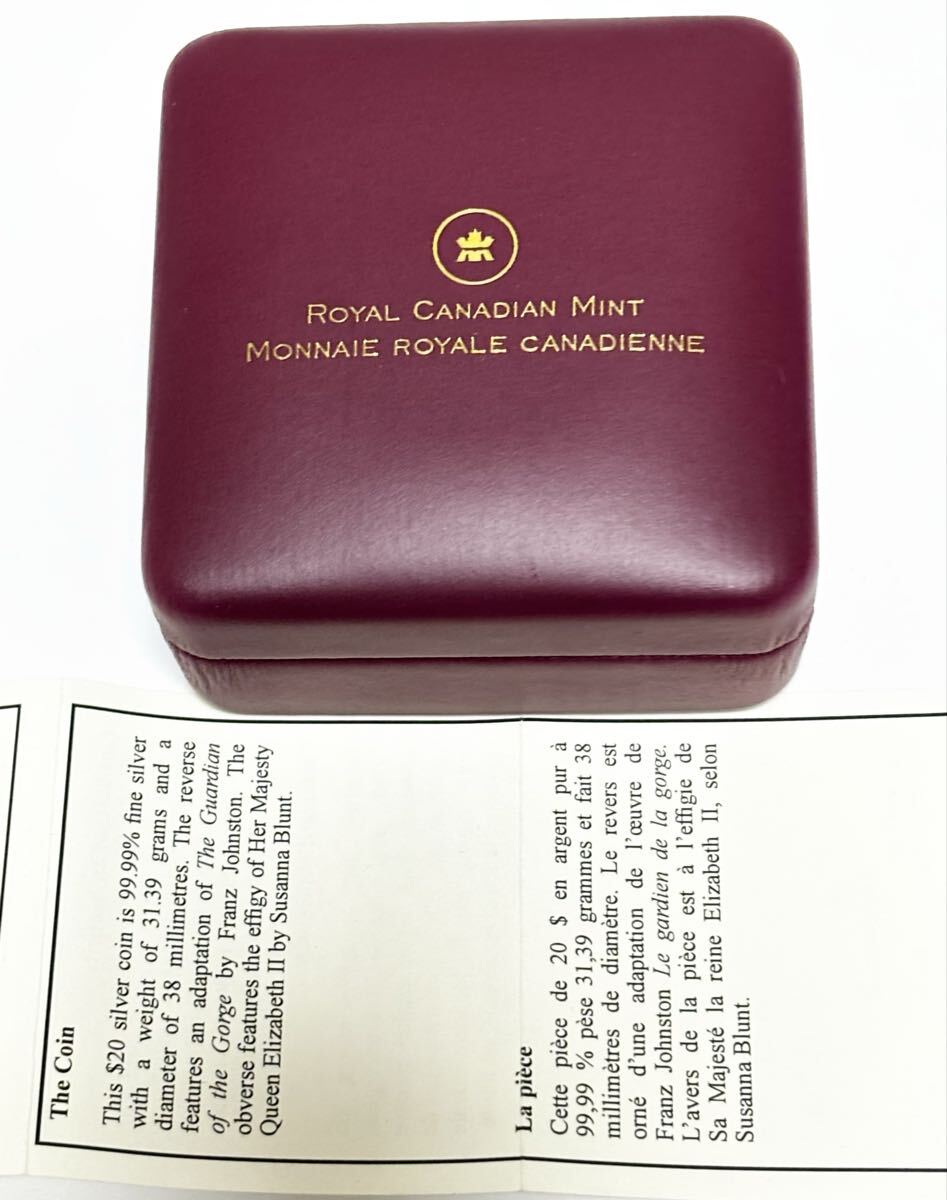 ROYAL CANADIAN MINT
MONNAIE ROYALE CANADIENNE
The Coin
This $20 silver coin is 99.99% fine silver
with a weight of 31.39 grams and a
diameter of 38 millimetres. The reverse
features an adaptation of The Guardian
of the Gorge by Franz Johnston. The
obverse features the effigy of Her Majesty
Queen Elizabeth II by Susanna Blunt.
La pièce
Cette pièce de 20 $ en argent pur à
99,99 % pèse 31,39 grammes et fait 38
millimètres de diamètre. Le revers est
orné d'une adaptation de l'œuvre de
Franz Johnston Le gardien de la gorge.
L'avers de la pièce est à l'effigie de
Sa Majesté la reine Elizabeth II, selon
Susanna Blunt.